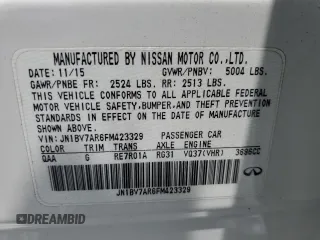 MANUFACTURED BY NISSAN MOTOR CO.,LTD.
DATE: 11/15 GVWR/PNBV: 5004 LBS.
GAWR/PNBE FR: 2524 LBS. RR: 2513 LBS.
THIS VEHICLE CONFORMS TO ALL APPLICABLE FEDERAL
MOTOR VEHICLE SAFETY,BUMPER,AND THEFT PREVENTION
STANDARDS IN EFFECT ON THE DATE OF MANUFACTURE
SHOWN ABOVE.
VIN: JN1BV7AR6FM423329 PASSENGER CAR
COLOR TRIM TRANS AXLE ENGINE
QAA G RE7R01A RG31 VQ37(VHR) 3696CC
JN1BV7AR6FM423329